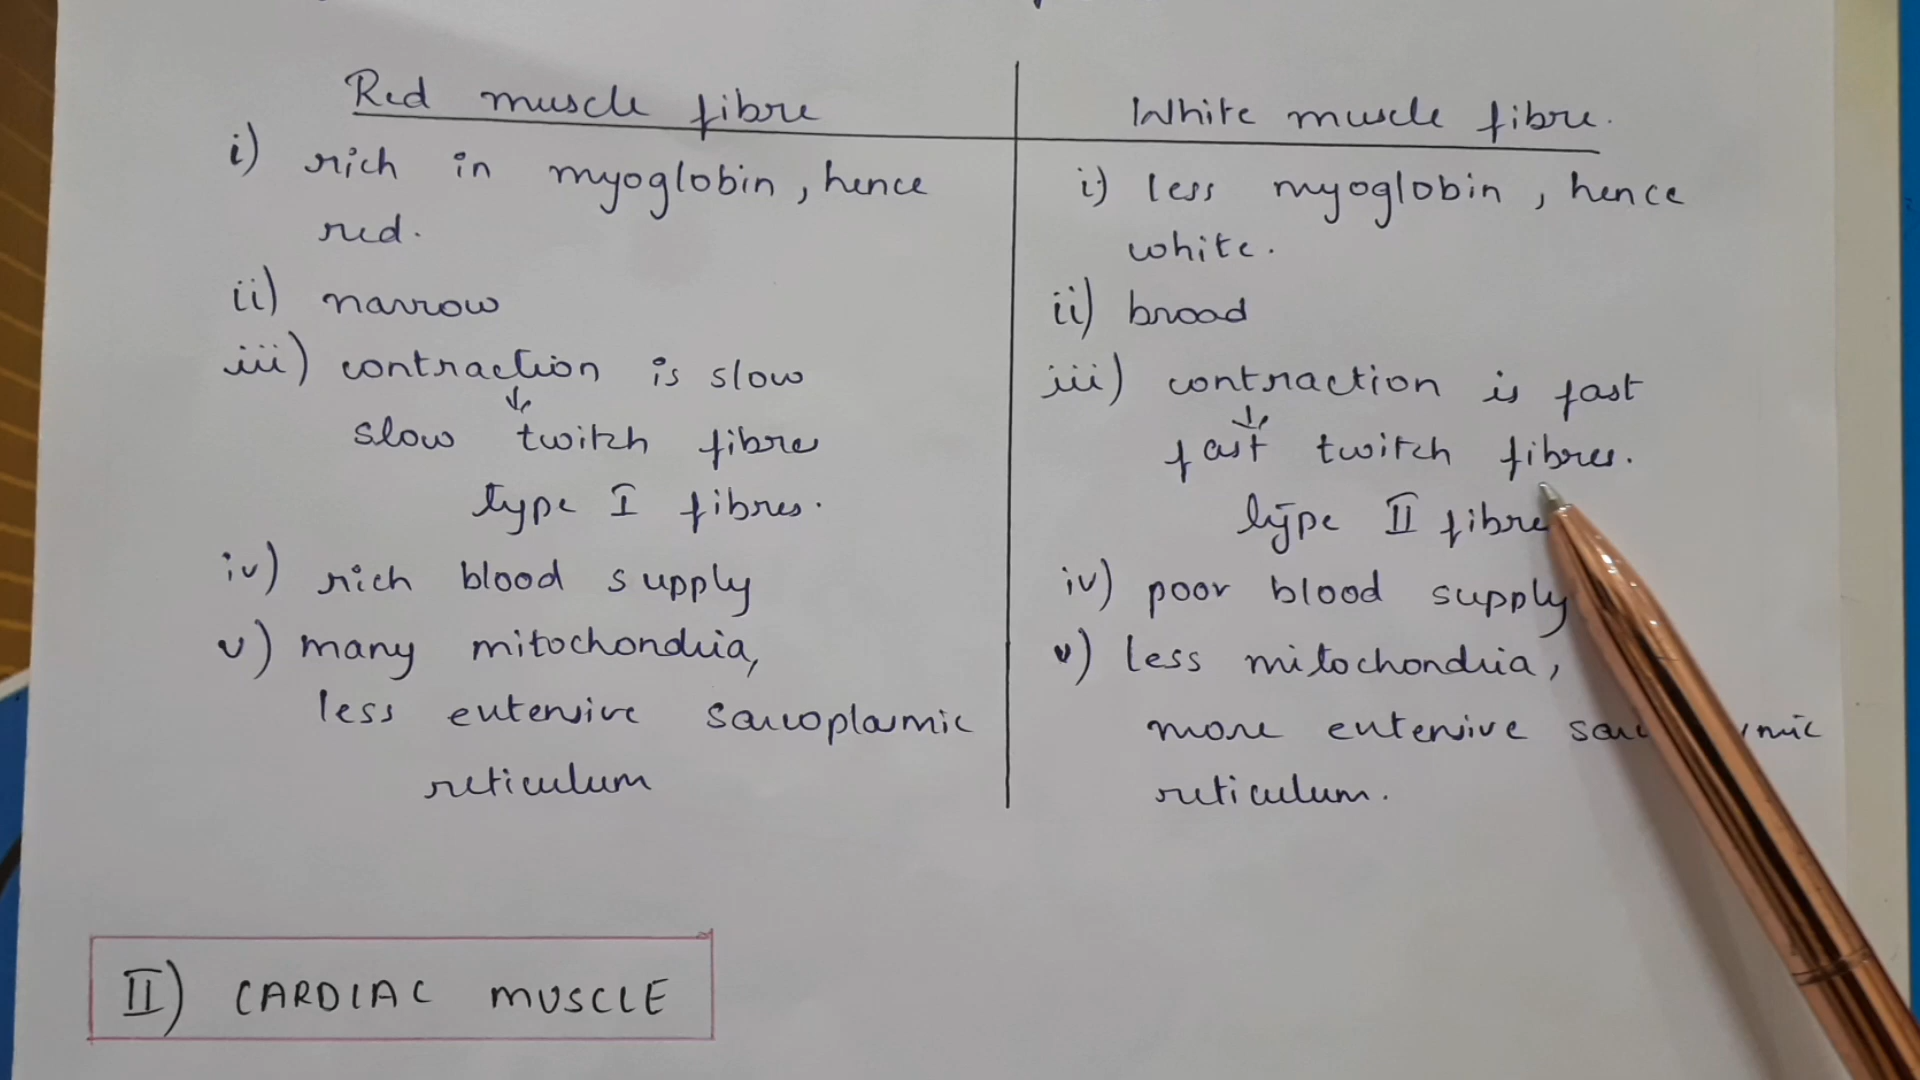 Red muscle fibre
i) rich in myoglobin, hence
red.
ii) narrow
iii) contraction is slow
slow twitch fibre
type I fibres.
iv) rich blood supply
v) many mitochondria,
less extensive sarcoplasmic
reticulum
White muscle fibre.
i) less myoglobin, hence
white.
ii) broad
iii) contraction is fast
fast twitch fibres.
type II fibre
iv) poor blood supply
v) less mitochondria,
more extensive
reticulum.
II) CARDIAC MUSCLE